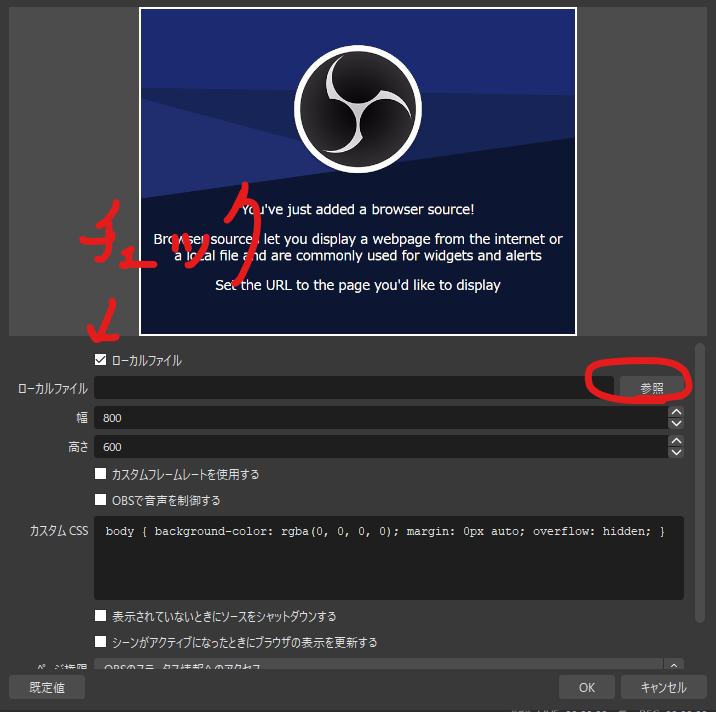 You've just added a browser source!
Browser sources let you display a webpage from the internet or
a local file and are commonly used for widgets and alerts
Set the URL to the page you'd like to display
チェック
ローカルファイル
ローカルファイル 参照
幅 800
高さ 600
カスタムフレームレートを使用する
OBSで音声を制御する
カスタム CSS body { background-color: rgba(0, 0, 0, 0); margin: 0px auto; overflow: hidden; }
表示されていないときにソースをシャットダウンする
シーンがアクティブになったときにブラウザの表示を更新する
ページ権限 OBSのステータス情報へのアクセス
既定値 OK キャンセル